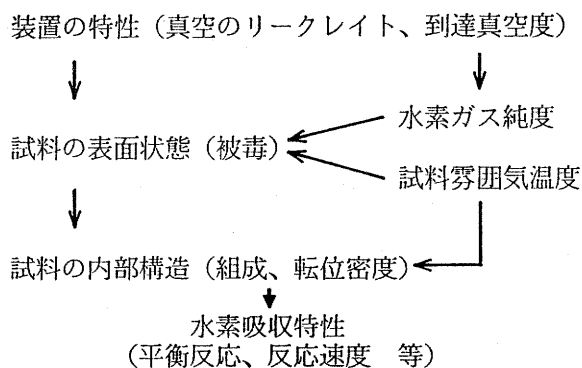 装置の特性（真空のリークレイト、到達真空度）
水素ガス純度
試料の表面状態（被毒）
試料雰囲気温度
試料の内部構造（組成、転位密度）
水素吸収特性
（平衡反応、反応速度　等）